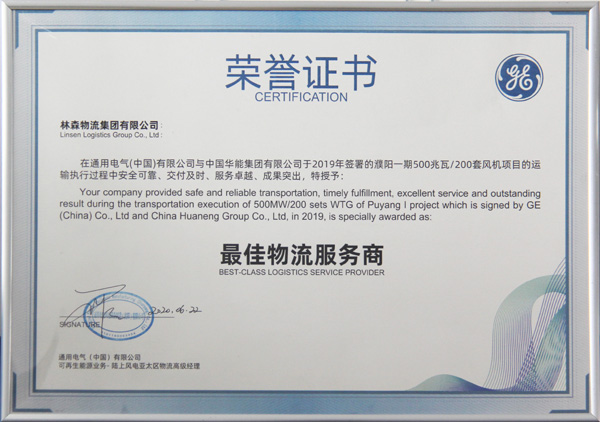 荣誉证书
CERTIFICATION
GE
林森物流集团有限公司:
Linsen Logistics Group Co., Ltd :
在通用电气(中国)有限公司与中国华能集团有限公司于2019年签署的濮阳一期500兆瓦/200套风机项目的运
输执行过程中安全可靠、交付及时、服务卓越、成果突出，特授予：
Your company provided safe and reliable transportation, timely fulfillment, excellent service and outstanding
result during the transportation execution of 500MW/200 sets WTG of Puyang I project which is signed by GE
(China) Co., Ltd and China Huaneng Group Co., Ltd, in 2019, is specially awarded as:
最佳物流服务商
BEST-CLASS LOGISTICS SERVICE PROVIDER
2020.06.22
SIGNATURE
通用电气（中国）有限公司
可再生能源业务- 陆上风电亚太区物流高级经理